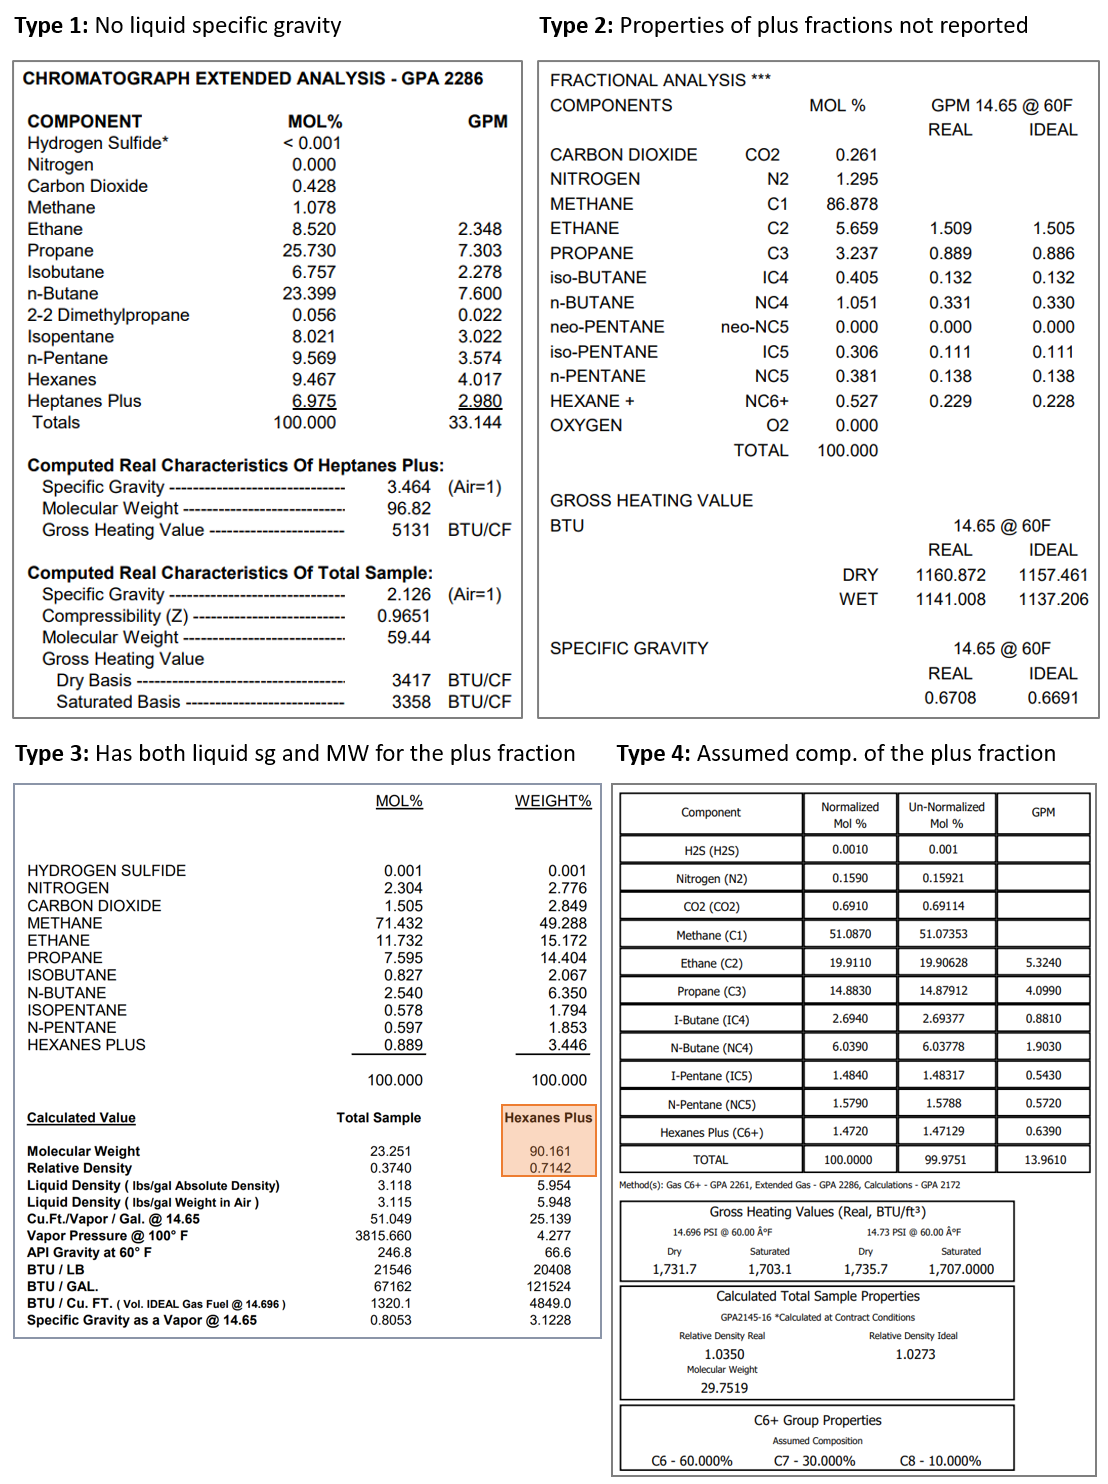 Type 1: No liquid specific gravity
CHROMATOGRAPH EXTENDED ANALYSIS - GPA 2286
COMPONENT MOL% GPM
Hydrogen Sulfide* < 0.001
Nitrogen 0.000
Carbon Dioxide 0.428
Methane 1.078
Ethane 8.520 2.348
Propane 25.730 7.303
Isobutane 6.757 2.278
n-Butane 23.399 7.600
2-2 Dimethylpropane 0.056 0.022
Isopentane 8.021 3.022
n-Pentane 9.569 3.574
Hexanes 9.467 4.017
Heptanes Plus 6.975 2.980
Totals 100.000 33.144
Computed Real Characteristics Of Heptanes Plus:
Specific Gravity ------------------------------ 3.464 (Air=1)
Molecular Weight ---------------------------- 96.82
Gross Heating Value ----------------------- 5131 BTU/CF
Computed Real Characteristics Of Total Sample:
Specific Gravity ------------------------------ 2.126 (Air=1)
Compressibility (Z) -------------------------- 0.9651
Molecular Weight ---------------------------- 59.44
Gross Heating Value
Dry Basis ----------------------------------- 3417 BTU/CF
Saturated Basis --------------------------- 3358 BTU/CF
Type 2: Properties of plus fractions not reported
FRACTIONAL ANALYSIS ***
COMPONENTS MOL % GPM 14.65 @ 60F
REAL IDEAL
CARBON DIOXIDE CO2 0.261
NITROGEN N2 1.295
METHANE C1 86.878
ETHANE C2 5.659 1.509 1.505
PROPANE C3 3.237 0.889 0.886
iso-BUTANE IC4 0.405 0.132 0.132
n-BUTANE NC4 1.051 0.331 0.330
neo-PENTANE neo-NC5 0.000 0.000 0.000
iso-PENTANE IC5 0.306 0.111 0.111
n-PENTANE NC5 0.381 0.138 0.138
HEXANE + NC6+ 0.527 0.229 0.228
OXYGEN O2 0.000
TOTAL 100.000
GROSS HEATING VALUE
BTU 14.65 @ 60F
REAL IDEAL
DRY 1160.872 1157.461
WET 1141.008 1137.206
SPECIFIC GRAVITY 14.65 @ 60F
REAL IDEAL
0.6708 0.6691
Type 3: Has both liquid sg and MW for the plus fraction
MOL% WEIGHT%
HYDROGEN SULFIDE 0.001 0.001
NITROGEN 2.304 2.776
CARBON DIOXIDE 1.505 2.849
METHANE 71.432 49.288
ETHANE 11.732 15.172
PROPANE 7.595 14.404
ISOBUTANE 0.827 2.067
N-BUTANE 2.540 6.350
ISOPENTANE 0.578 1.794
N-PENTANE 0.597 1.853
HEXANES PLUS 0.889 3.446
100.000 100.000
Calculated Value Total Sample Hexanes Plus
Molecular Weight 23.251 90.161
Relative Density 0.3740 0.7142
Liquid Density ( lbs/gal Absolute Density) 3.118 5.954
Liquid Density ( lbs/gal Weight in Air ) 3.115 5.948
Cu.Ft./Vapor / Gal. @ 14.65 51.049 25.139
Vapor Pressure @ 100° F 3815.660 4.277
API Gravity at 60° F 246.8 66.6
BTU / LB 21546 20408
BTU / GAL. 67162 121524
BTU / Cu. FT. ( Vol. IDEAL Gas Fuel @ 14.696 ) 1320.1 4849.0
Specific Gravity as a Vapor @ 14.65 0.8053 3.1228
Type 4: Assumed comp. of the plus fraction
Component Normalized Mol % Un-Normalized Mol % GPM
H2S (H2S) 0.0010 0.001
Nitrogen (N2) 0.1590 0.15921
CO2 (CO2) 0.6910 0.69114
Methane (C1) 51.0870 51.07353
Ethane (C2) 19.9110 19.90628 5.3240
Propane (C3) 14.8830 14.87912 4.0990
I-Butane (IC4) 2.6940 2.69377 0.8810
N-Butane (NC4) 6.0390 6.03778 1.9030
I-Pentane (IC5) 1.4840 1.48317 0.5430
N-Pentane (NC5) 1.5790 1.5788 0.5720
Hexanes Plus (C6+) 1.4720 1.47129 0.6390
TOTAL 100.0000 99.9751 13.9610
Method(s): Gas C6+ - GPA 2261, Extended Gas - GPA 2286, Calculations - GPA 2172
Gross Heating Values (Real, BTU/ft³)
14.696 PSI @ 60.00 Â°F 14.73 PSI @ 60.00 Â°F
Dry Saturated Dry Saturated
1,731.7 1,703.1 1,735.7 1,707.0000
Calculated Total Sample Properties
GPA2145-16 *Calculated at Contract Conditions
Relative Density Real Relative Density Ideal
1.0350 1.0273
Molecular Weight
29.7519
C6+ Group Properties
Assumed Composition
C6 - 60.000% C7 - 30.000% C8 - 10.000%